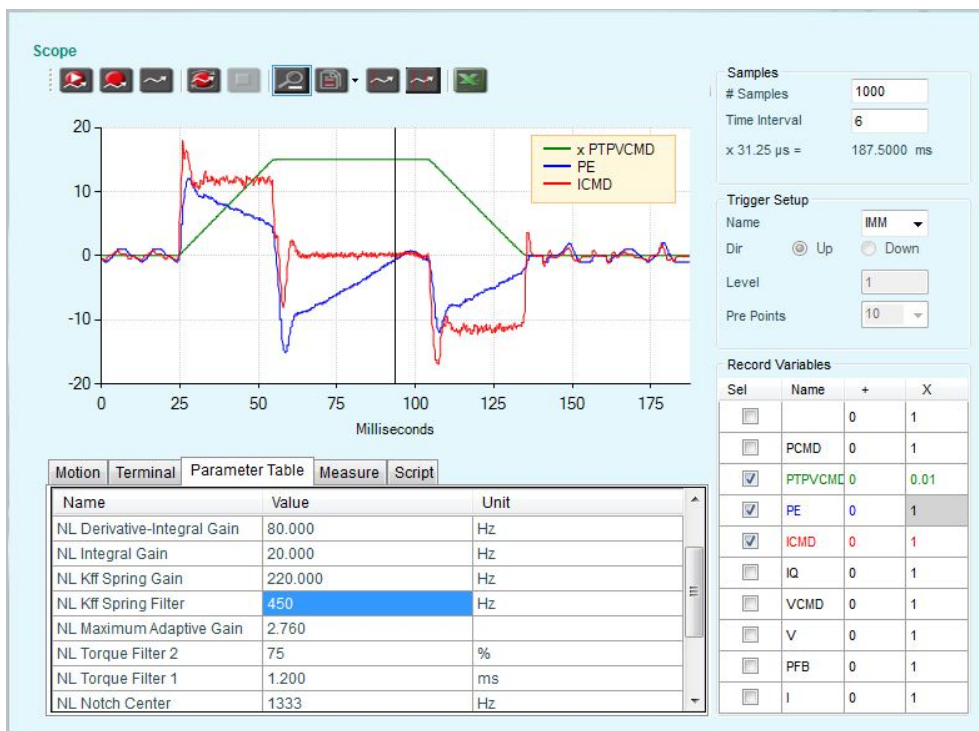 Scope
20
10
0
-10
-20
0 25 50 75 100 125 150 175
Milliseconds
x PTPVCMD
PE
ICMD
Motion Terminal Parameter Table Measure Script
Name Value Unit
NL Derivative-Integral Gain 80.000 Hz
NL Integral Gain 20.000 Hz
NL Kff Spring Gain 220.000 Hz
NL Kff Spring Filter 450 Hz
NL Maximum Adaptive Gain 2.760
NL Torque Filter 2 75 %
NL Torque Filter 1 1.200 ms
NL Notch Center 1333 Hz
Samples
# Samples 1000
Time Interval 6
x 31.25 µs = 187.5000 ms
Trigger Setup
Name IMM
Dir Up Down
Level 1
Pre Points 10
Record Variables
Sel Name + X
0 1
PCMD 0 1
PTPVCMD 0 0.01
PE 0 1
ICMD 0 1
IQ 0 1
VCMD 0 1
V 0 1
PFB 0 1
I 0 1